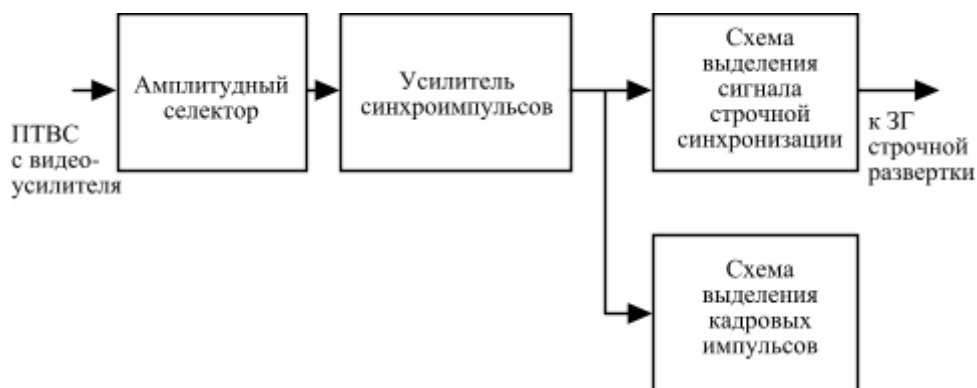 ПТВС
с видео-
усилителя
Амплитудный
селектор
Усилитель
синхроимпульсов
Схема
выделения
сигнала
строчной
синхронизации
к ЗГ
строчной
развертки
Схема
выделения
кадровых
импульсов